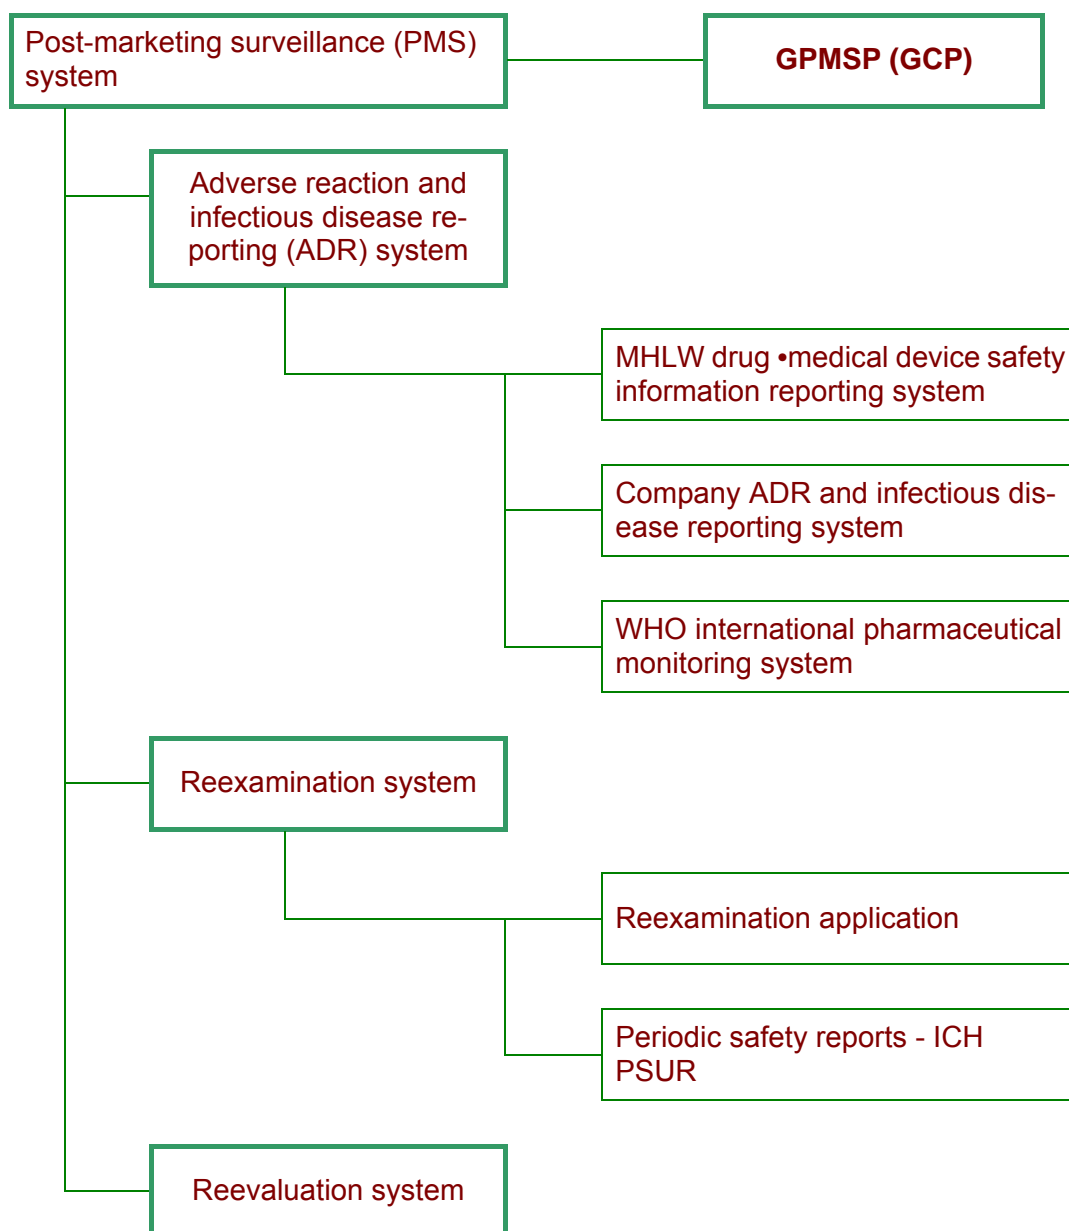 Post-marketing surveillance (PMS)
system
GPMSP (GCP)
Adverse reaction and
infectious disease re-
porting (ADR) system
MHLW drug •medical device safety
information reporting system
Company ADR and infectious dis-
ease reporting system
WHO international pharmaceutical
monitoring system
Reexamination system
Reexamination application
Periodic safety reports - ICH
PSUR
Reevaluation system